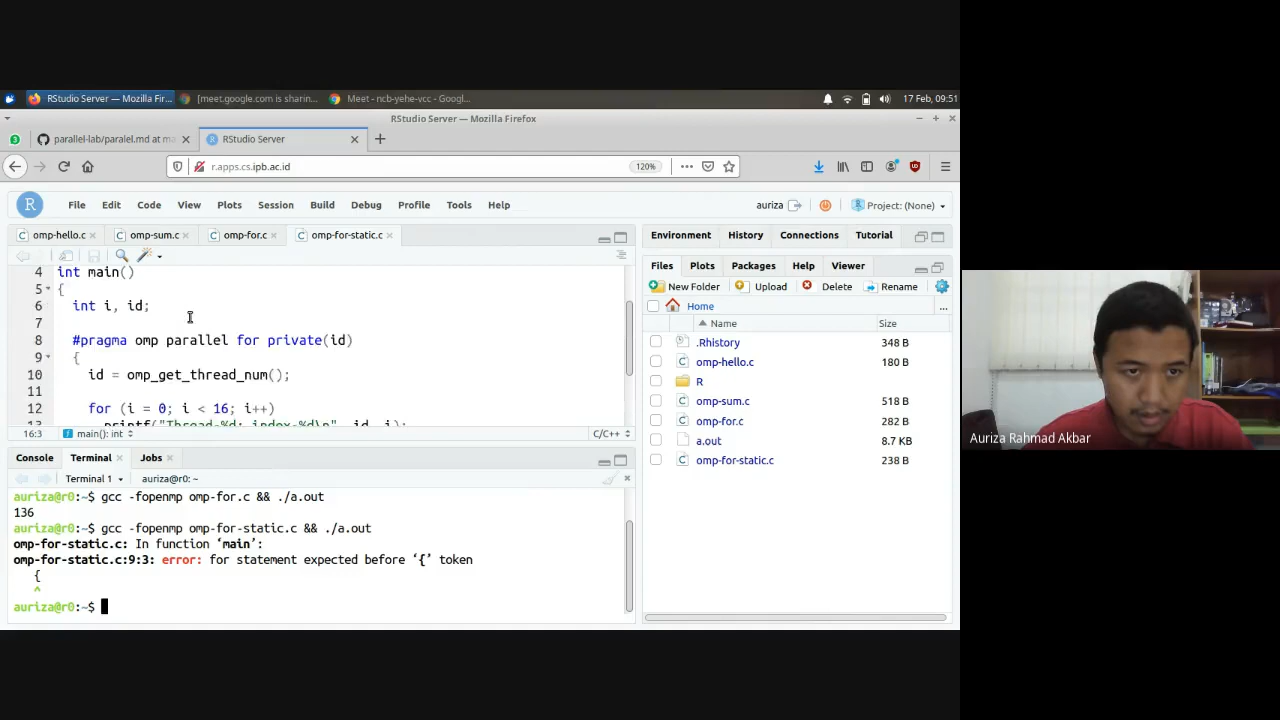 RStudio Server — Mozilla Fir...
[meet.google.com is sharin...
Meet - ncb-yehe-vcc - Googl...
17 Feb, 09:51
RStudio Server — Mozilla Firefox
3
parallel-lab/paralel.md at ma
RStudio Server
r.apps.cs.ipb.ac.id
120%
R
File
Edit
Code
View
Plots
Session
Build
Debug
Profile
Tools
Help
auriza
Project: (None)
omp-hello.c
omp-sum.c
omp-for.c
omp-for-static.c
4 int main()
5 {
6 int i, id;
7
8 #pragma omp parallel for private(id)
9 {
10 id = omp_get_thread_num();
11
12 for (i = 0; i < 16; i++)
13 printf("Thread-%d: index-%d\n", id, i);
16:3
main(): int
C/C++
Console
Terminal
Jobs
Terminal 1
auriza@r0: ~
auriza@r0:~$ gcc -fopenmp omp-for.c && ./a.out
136
auriza@r0:~$ gcc -fopenmp omp-for-static.c && ./a.out
omp-for-static.c: In function ‘main’:
omp-for-static.c:9:3: error: for statement expected before ‘{’ token
{
^
auriza@r0:~$
Environment
History
Connections
Tutorial
Files
Plots
Packages
Help
Viewer
New Folder
Upload
Delete
Rename
Home
...
Name
Size
.Rhistory
348 B
omp-hello.c
180 B
R
omp-sum.c
518 B
omp-for.c
282 B
a.out
8.7 KB
omp-for-static.c
238 B
Auriza Rahmad Akbar